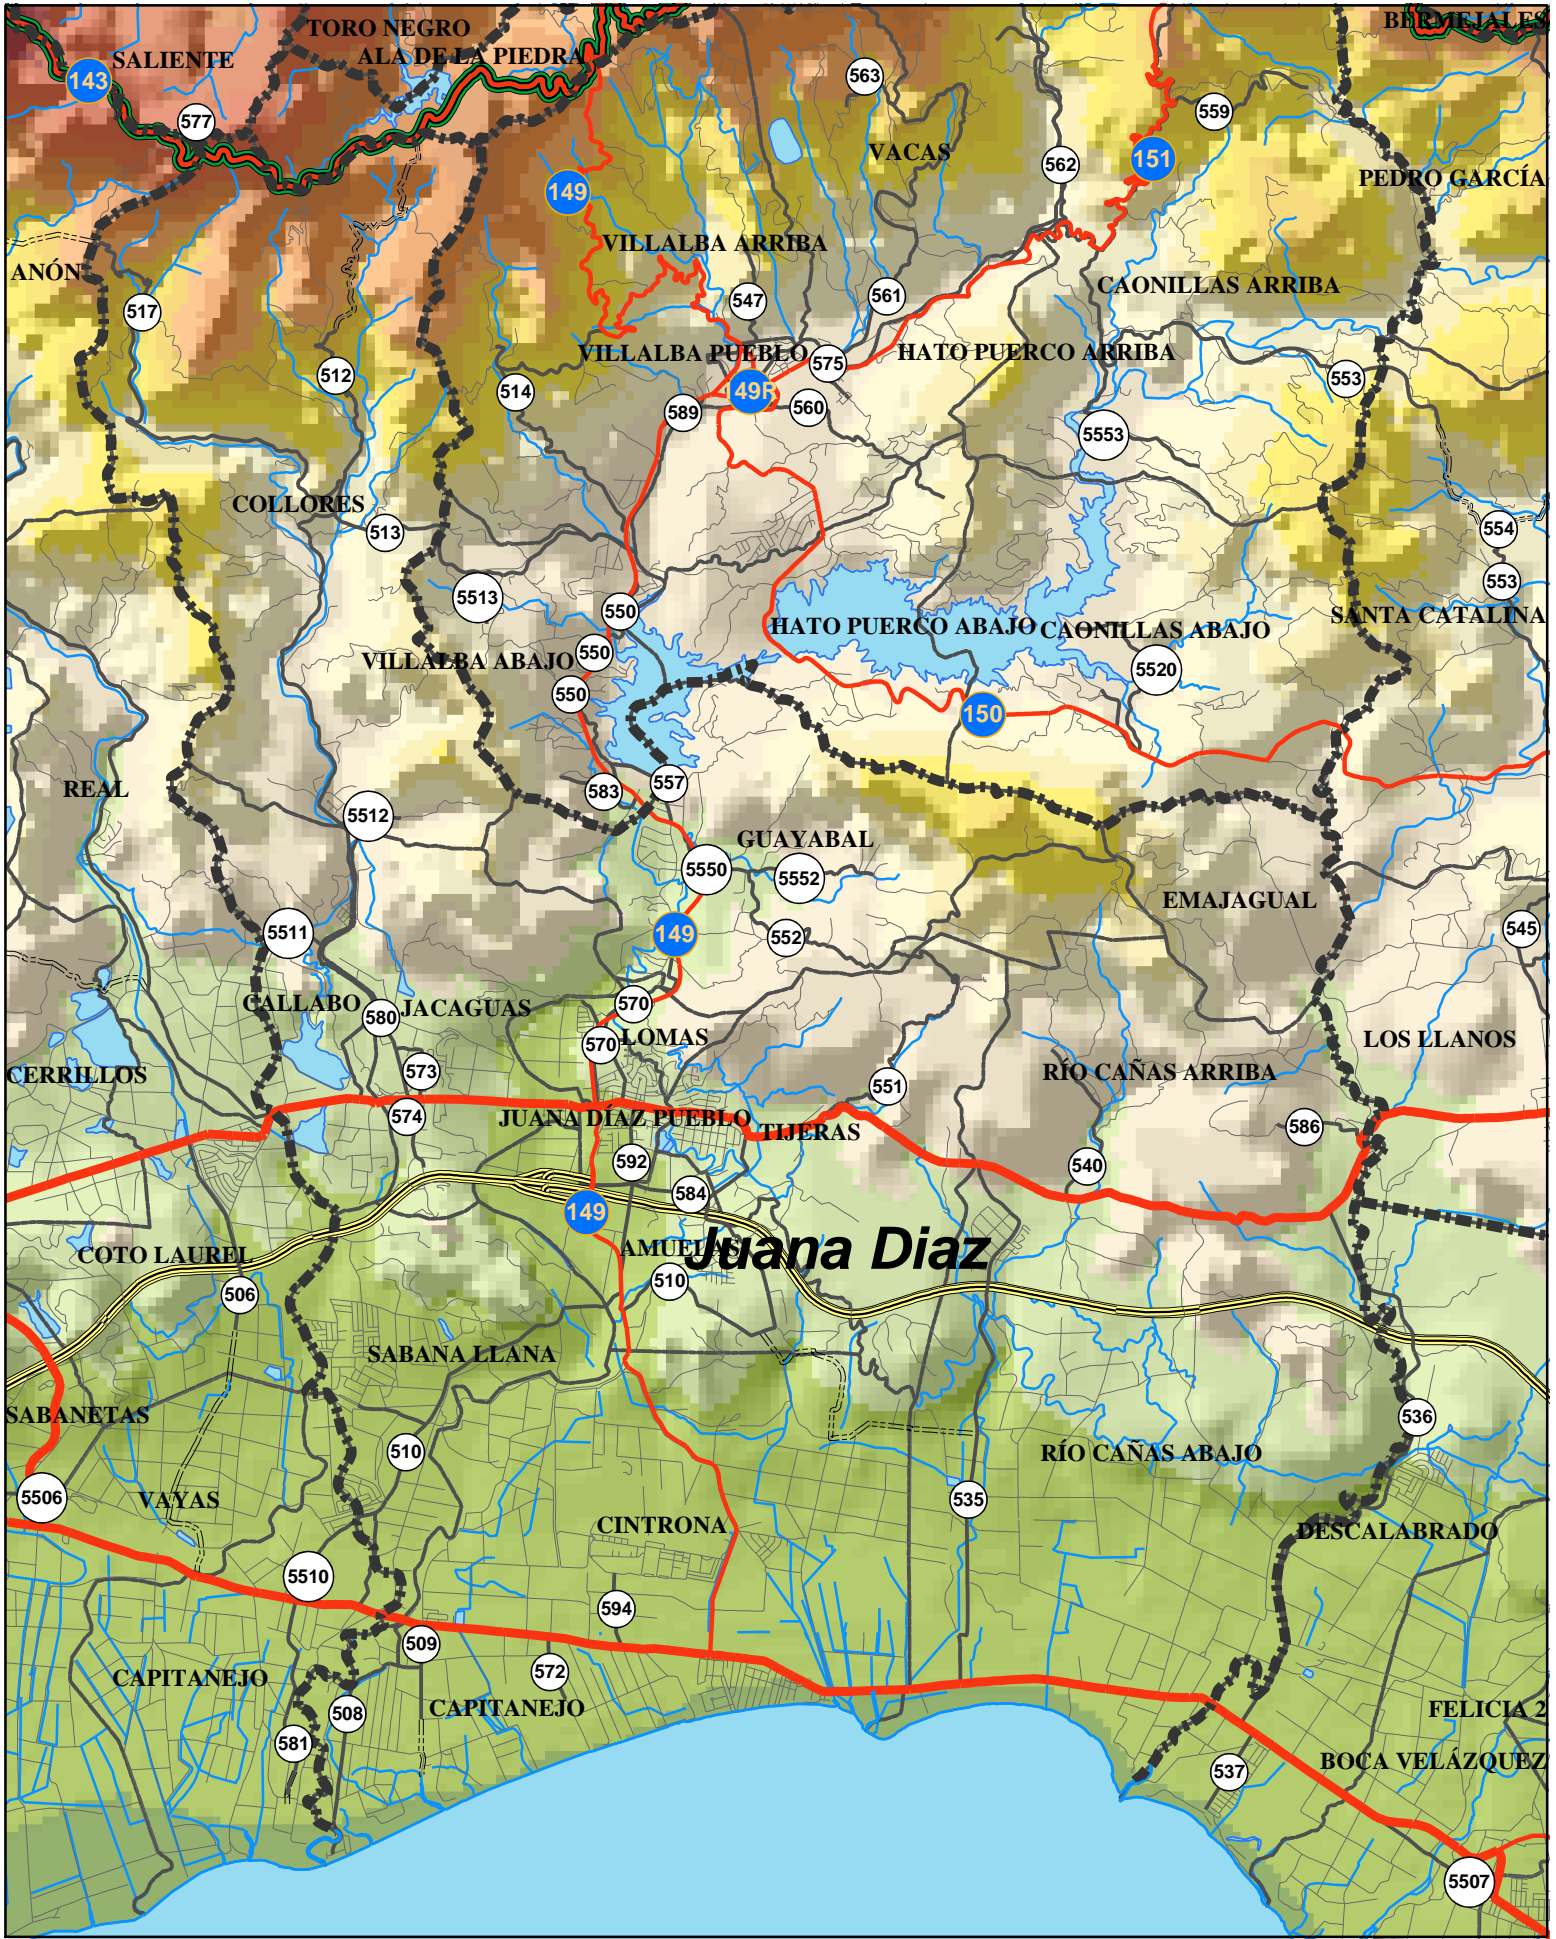 TORO NEGRO
BERMEJALES
SALIENTE
ALA DE LA PIEDRA
143
563
559
577
VACAS
562
151
149
PEDRO GARCÍA
VILLALBA ARRIBA
ANÓN
CAONILLAS ARRIBA
517
547
561
VILLALBA PUEBLO
575
HATO PUERCO ARRIBA
512
514
553
49R
589
560
5553
COLLORES
513
554
5513
553
550
SANTA CATALINA
HATO PUERCO ABAJO
CAONILLAS ABAJO
550
VILLALBA ABAJO
5520
550
150
REAL
583
557
5512
GUAYABAL
5550
5552
EMAJAGUAL
5511
149
552
545
CALLABO
JACAGUAS
570
580
LOMAS
570
LOS LLANOS
CERRILLOS
573
RÍO CAÑAS ARRIBA
551
574
JUANA DÍAZ PUEBLO
TIJERAS
586
592
540
584
149
COTO LAUREL
AMUELAS
Juana Diaz
506
510
SABANA LLANA
SABANETAS
536
510
RÍO CAÑAS ABAJO
5506
VAYAS
535
CINTRONA
DESCALABRADO
5510
594
509
CAPITANEJO
572
CAPITANEJO
508
FELICIA 2
581
BOCA VELÁZQUEZ
537
5507